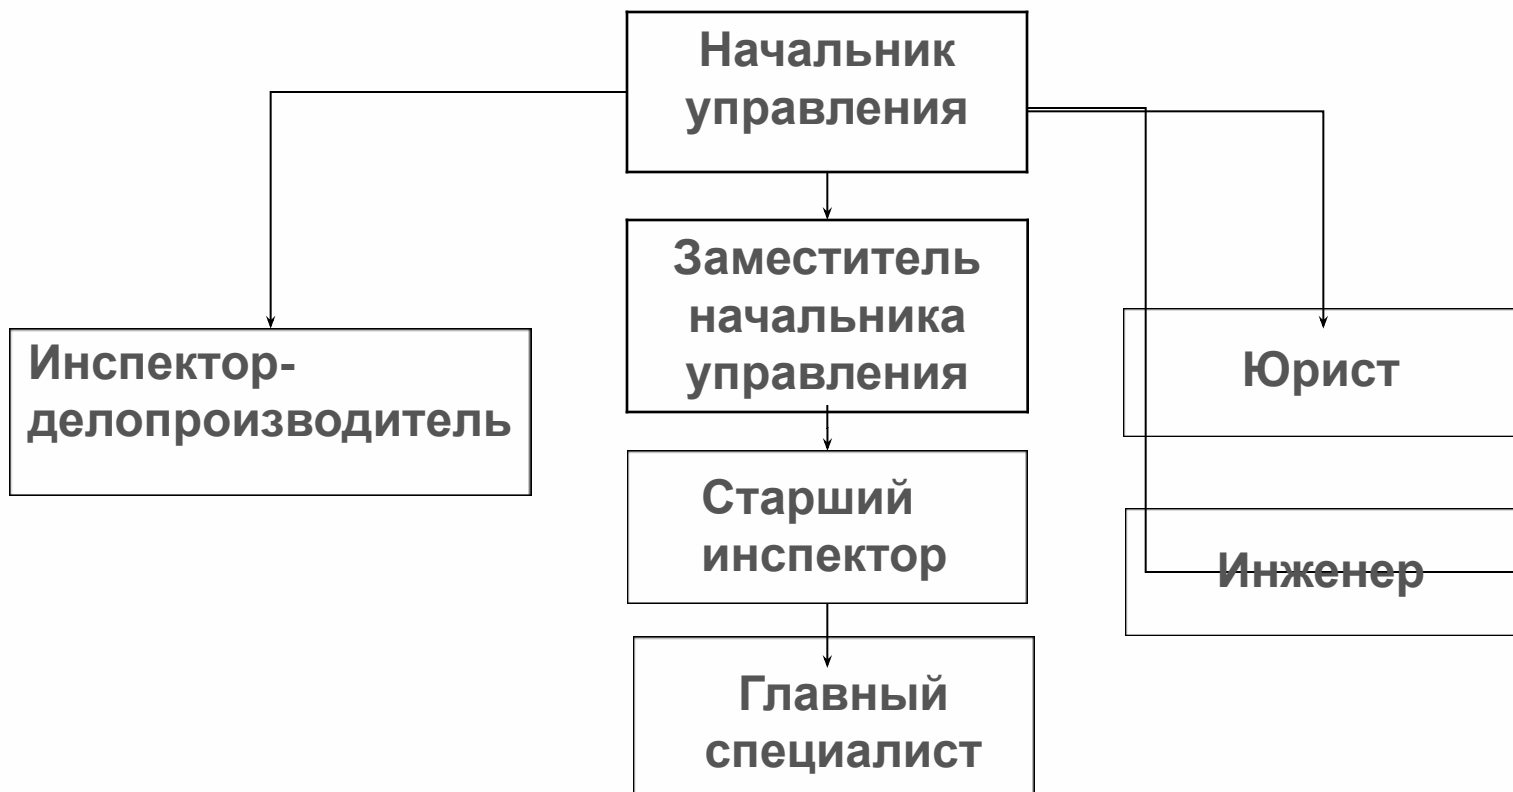 Начальник
управления
Заместитель
начальника
управления
Инспектор-
делопроизводитель
Юрист
Старший
инспектор
Инженер
Главный
специалист